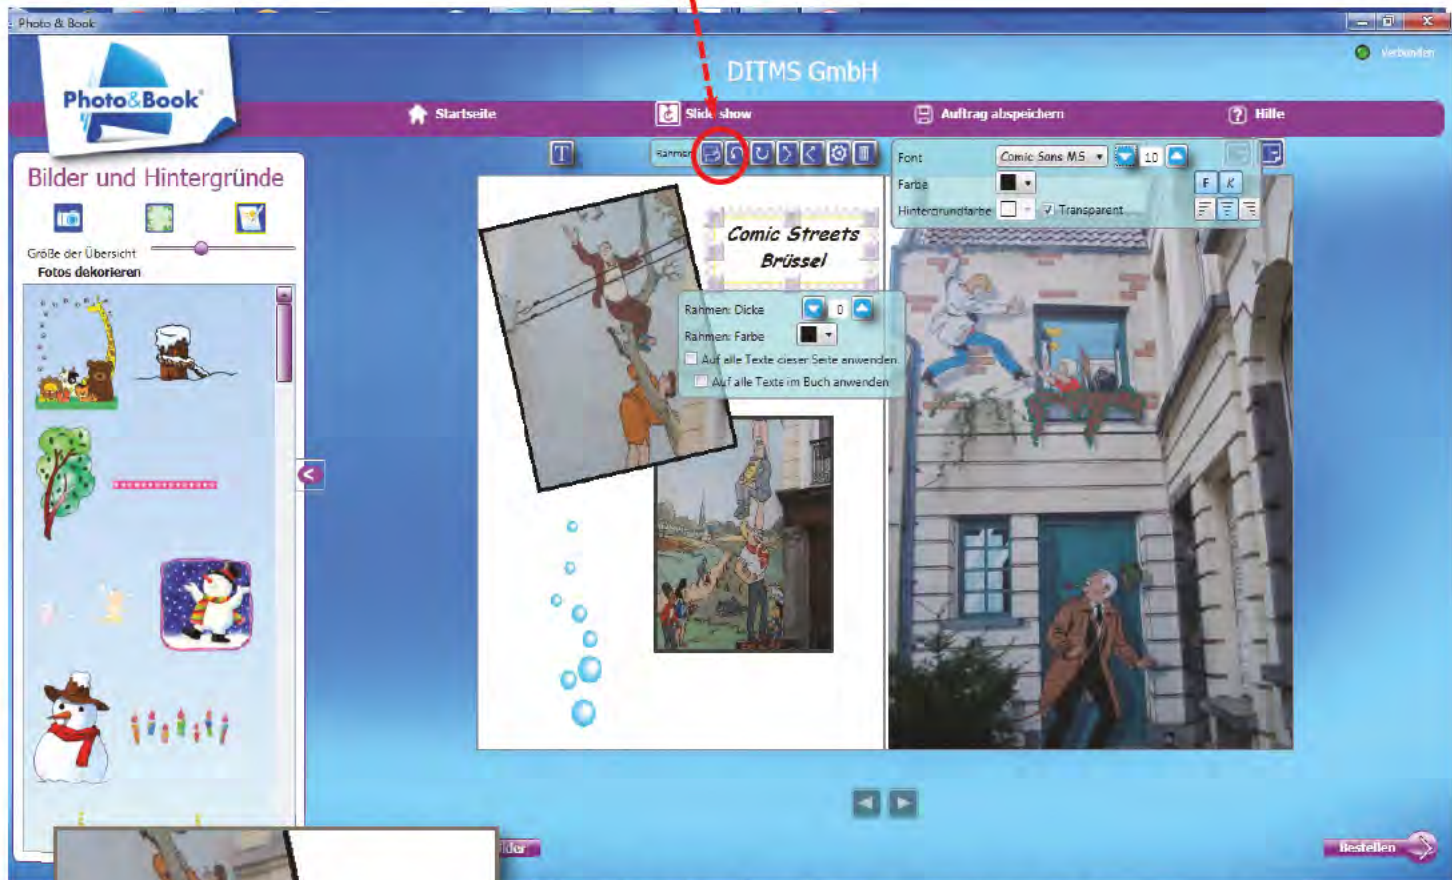 Photo & Book
DITMS GmbH
Verbunden
Photo&Book
Startseite
Slide show
Auftrag abspeichern
Hilfe
Bilder und Hintergründe
Größe der Übersicht
Fotos dekorieren
T
Rahmen
Font
Comic Sans MS
10
Farbe
F K
Hintergrundfarbe
Transparent
Comic Streets
Brüssel
Rahmen: Dicke
0
Rahmen: Farbe
Auf alle Texte dieser Seite anwenden
Auf alle Texte im Buch anwenden
Bestellen